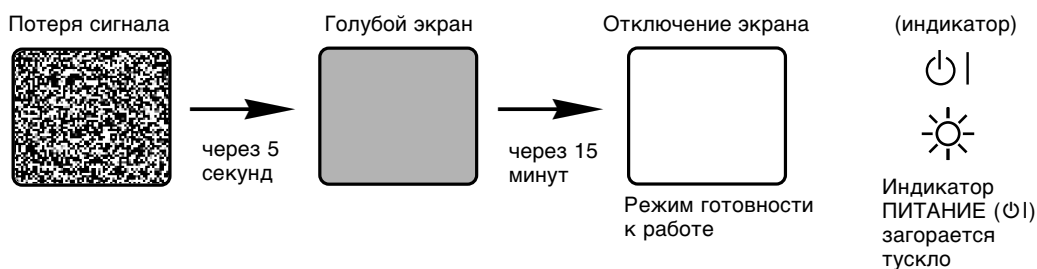 Потеря сигнала
Голубой экран
Отключение экрана
(индикатор)
через 5
секунд
через 15
минут
Режим готовности
к работе
Индикатор
ПИТАНИЕ (⏻|)
загорается
тускло